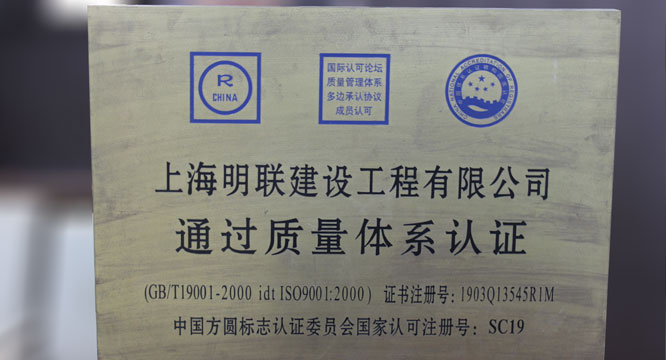 R
CHINA
国际认可论坛
质量管理体系
多边承认协议
成员认可
上海明联建设工程有限公司
通过质量体系认证
(GB/T19001-2000 idt ISO9001:2000) 证书注册号: 1903Q13545R1M
中国方圆标志认证委员会国家认可注册号: SC19